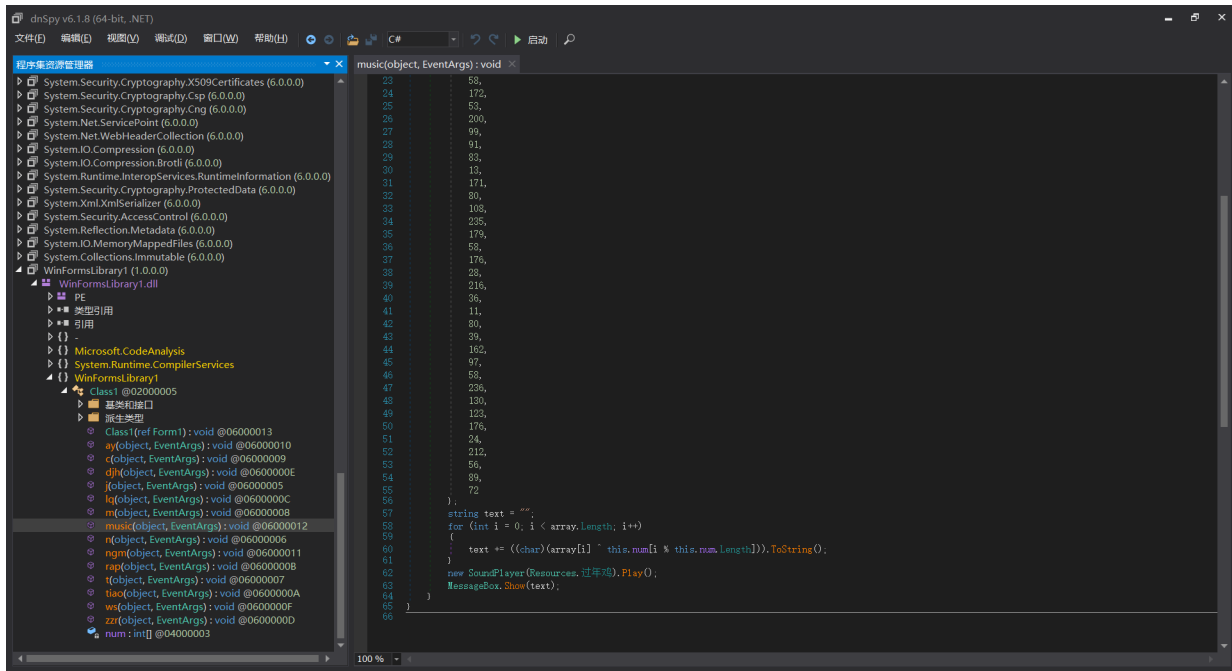 dnSpy v6.1.8 (64-bit, .NET)
文件(F) 编辑(E) 视图(V) 调试(D) 窗口(W) 帮助(H) C# 启动
程序集资源管理器
System.Security.Cryptography.X509Certificates (6.0.0.0)
System.Security.Cryptography.Csp (6.0.0.0)
System.Security.Cryptography.Cng (6.0.0.0)
System.Net.ServicePoint (6.0.0.0)
System.Net.WebHeaderCollection (6.0.0.0)
System.IO.Compression (6.0.0.0)
System.IO.Compression.Brotli (6.0.0.0)
System.Runtime.InteropServices.RuntimeInformation (6.0.0.0)
System.Security.Cryptography.ProtectedData (6.0.0.0)
System.Xml.XmlSerializer (6.0.0.0)
System.Security.AccessControl (6.0.0.0)
System.Reflection.Metadata (6.0.0.0)
System.IO.MemoryMappedFiles (6.0.0.0)
System.Collections.Immutable (6.0.0.0)
WinFormsLibrary1 (1.0.0.0)
WinFormsLibrary1.dll
PE
类型引用
引用
{ } -
{ } Microsoft.CodeAnalysis
{ } System.Runtime.CompilerServices
{ } WinFormsLibrary1
Class1 @02000005
基类和接口
派生类型
Class1(ref Form1) : void @06000013
ay(object, EventArgs) : void @06000010
c(object, EventArgs) : void @06000009
djh(object, EventArgs) : void @0600000E
j(object, EventArgs) : void @06000005
lq(object, EventArgs) : void @0600000C
m(object, EventArgs) : void @06000008
music(object, EventArgs) : void @06000012
n(object, EventArgs) : void @06000006
ngm(object, EventArgs) : void @06000011
rap(object, EventArgs) : void @0600000B
t(object, EventArgs) : void @06000007
tiao(object, EventArgs) : void @0600000A
ws(object, EventArgs) : void @0600000F
zzr(object, EventArgs) : void @0600000D
num : int[] @04000003
music(object, EventArgs) : void
23 58,
24 172,
25 53,
26 200,
27 99,
28 91,
29 83,
30 13,
31 171,
32 80,
33 108,
34 235,
35 179,
36 58,
37 176,
38 28,
39 216,
40 36,
41 11,
42 80,
43 39,
44 162,
45 97,
46 58,
47 236,
48 130,
49 123,
50 176,
51 24,
52 212,
53 56,
54 89,
55 72
56 };
57 string text = "";
58 for (int i = 0; i < array.Length; i++)
59 {
60 text += ((char)(array[i] ^ this.num[i % this.num.Length])).ToString();
61 }
62 new SoundPlayer(Resources.过年鸡).Play();
63 MessageBox.Show(text);
64 }
65 }
66
100 %